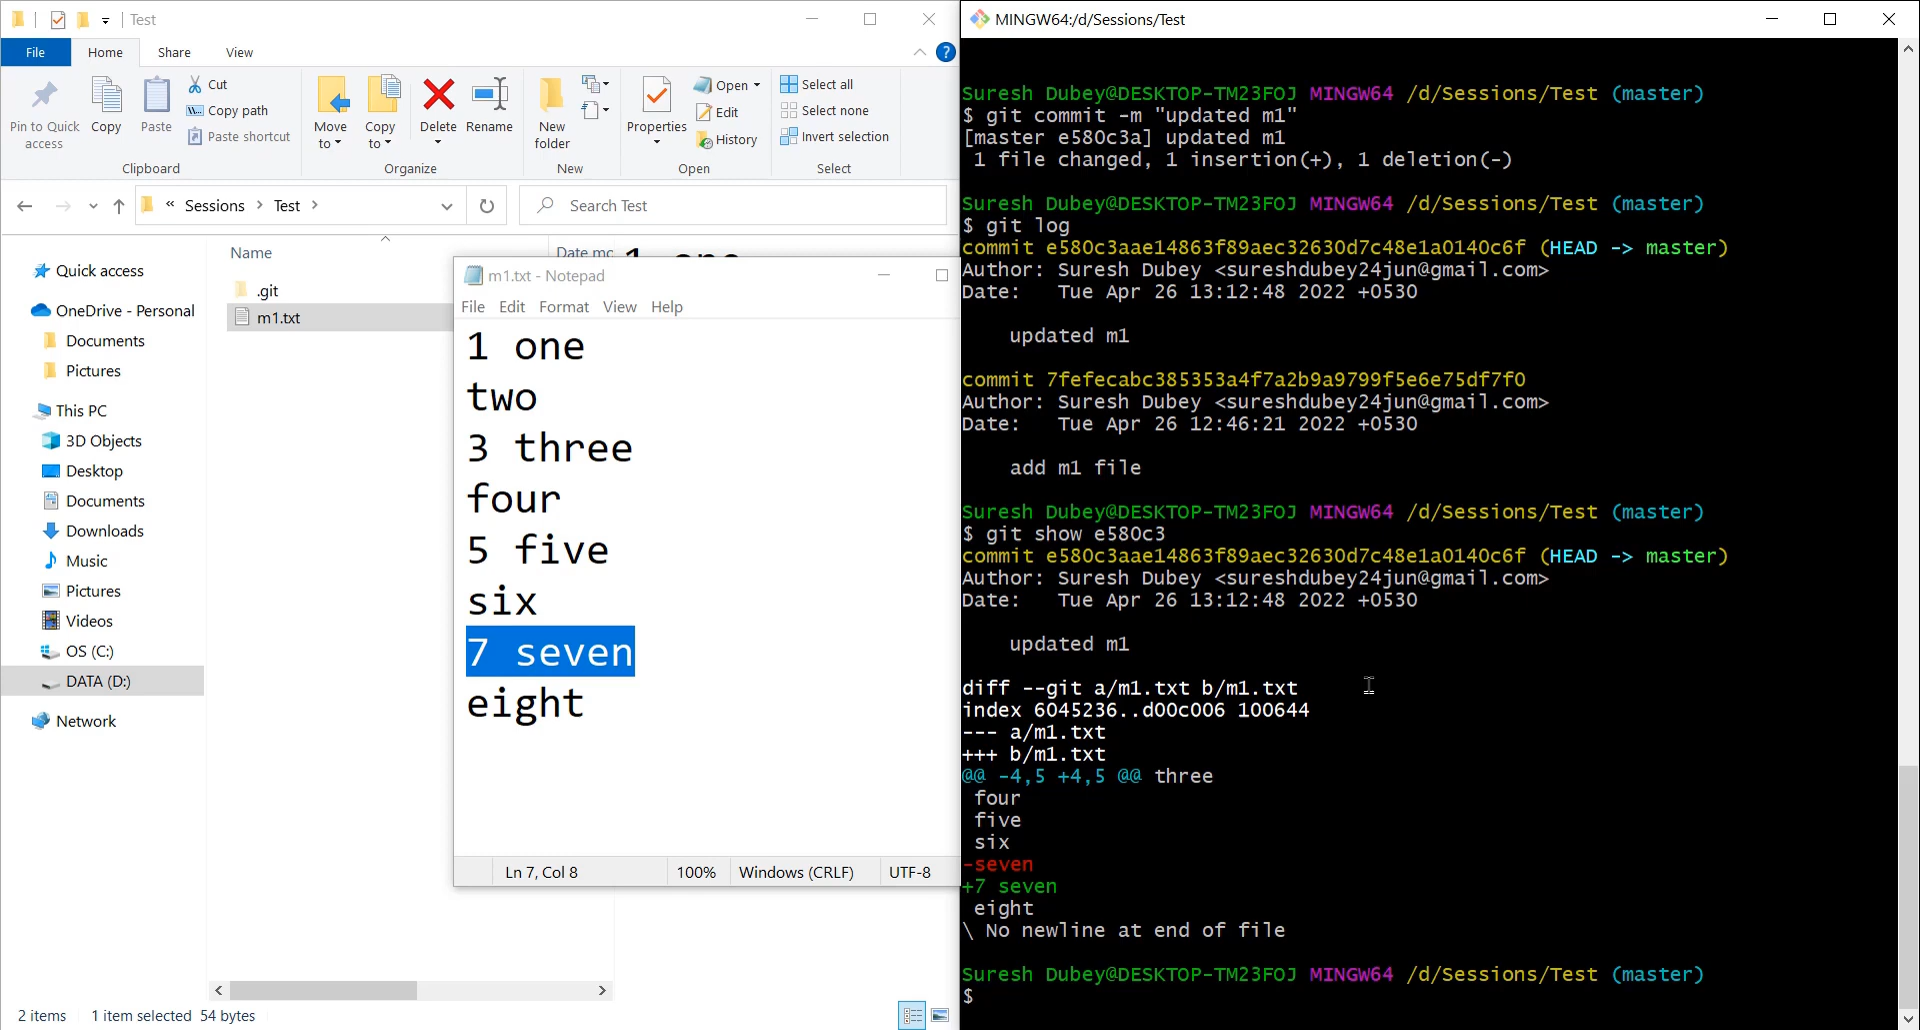 Test
File
Home
Share
View
Pin to Quick access
Copy
Paste
Cut
Copy path
Paste shortcut
Clipboard
Move to
Copy to
Delete
Rename
Organize
New folder
New
Properties
Open
Edit
History
Open
Select all
Select none
Invert selection
Select
« Sessions > Test >
Search Test
Quick access
OneDrive - Personal
Documents
Pictures
This PC
3D Objects
Desktop
Documents
Downloads
Music
Pictures
Videos
OS (C:)
DATA (D:)
Network
Name
Date mc
.git
m1.txt
2 items
1 item selected 54 bytes
1 one
m1.txt - Notepad
File Edit Format View Help
1 one
two
3 three
four
5 five
six
7 seven
eight
Ln 7, Col 8
100%
Windows (CRLF)
UTF-8
MINGW64:/d/Sessions/Test
Suresh Dubey@DESKTOP-TM23FOJ MINGW64 /d/Sessions/Test (master)
$ git commit -m "updated m1"
[master e580c3a] updated m1
1 file changed, 1 insertion(+), 1 deletion(-)
Suresh Dubey@DESKTOP-TM23FOJ MINGW64 /d/Sessions/Test (master)
$ git log
commit e580c3aae14863f89aec32630d7c48e1a0140c6f (HEAD -> master)
Author: Suresh Dubey <sureshdubey24jun@gmail.com>
Date:   Tue Apr 26 13:12:48 2022 +0530
updated m1
commit 7fefecabc385353a4f7a2b9a9799f5e6e75df7f0
Author: Suresh Dubey <sureshdubey24jun@gmail.com>
Date:   Tue Apr 26 12:46:21 2022 +0530
add m1 file
Suresh Dubey@DESKTOP-TM23FOJ MINGW64 /d/Sessions/Test (master)
$ git show e580c3
commit e580c3aae14863f89aec32630d7c48e1a0140c6f (HEAD -> master)
Author: Suresh Dubey <sureshdubey24jun@gmail.com>
Date:   Tue Apr 26 13:12:48 2022 +0530
updated m1
diff --git a/m1.txt b/m1.txt
index 6045236..d00c006 100644
--- a/m1.txt
+++ b/m1.txt
@@ -4,5 +4,5 @@ three
four
five
six
-seven
+7 seven
eight
\ No newline at end of file
Suresh Dubey@DESKTOP-TM23FOJ MINGW64 /d/Sessions/Test (master)
$